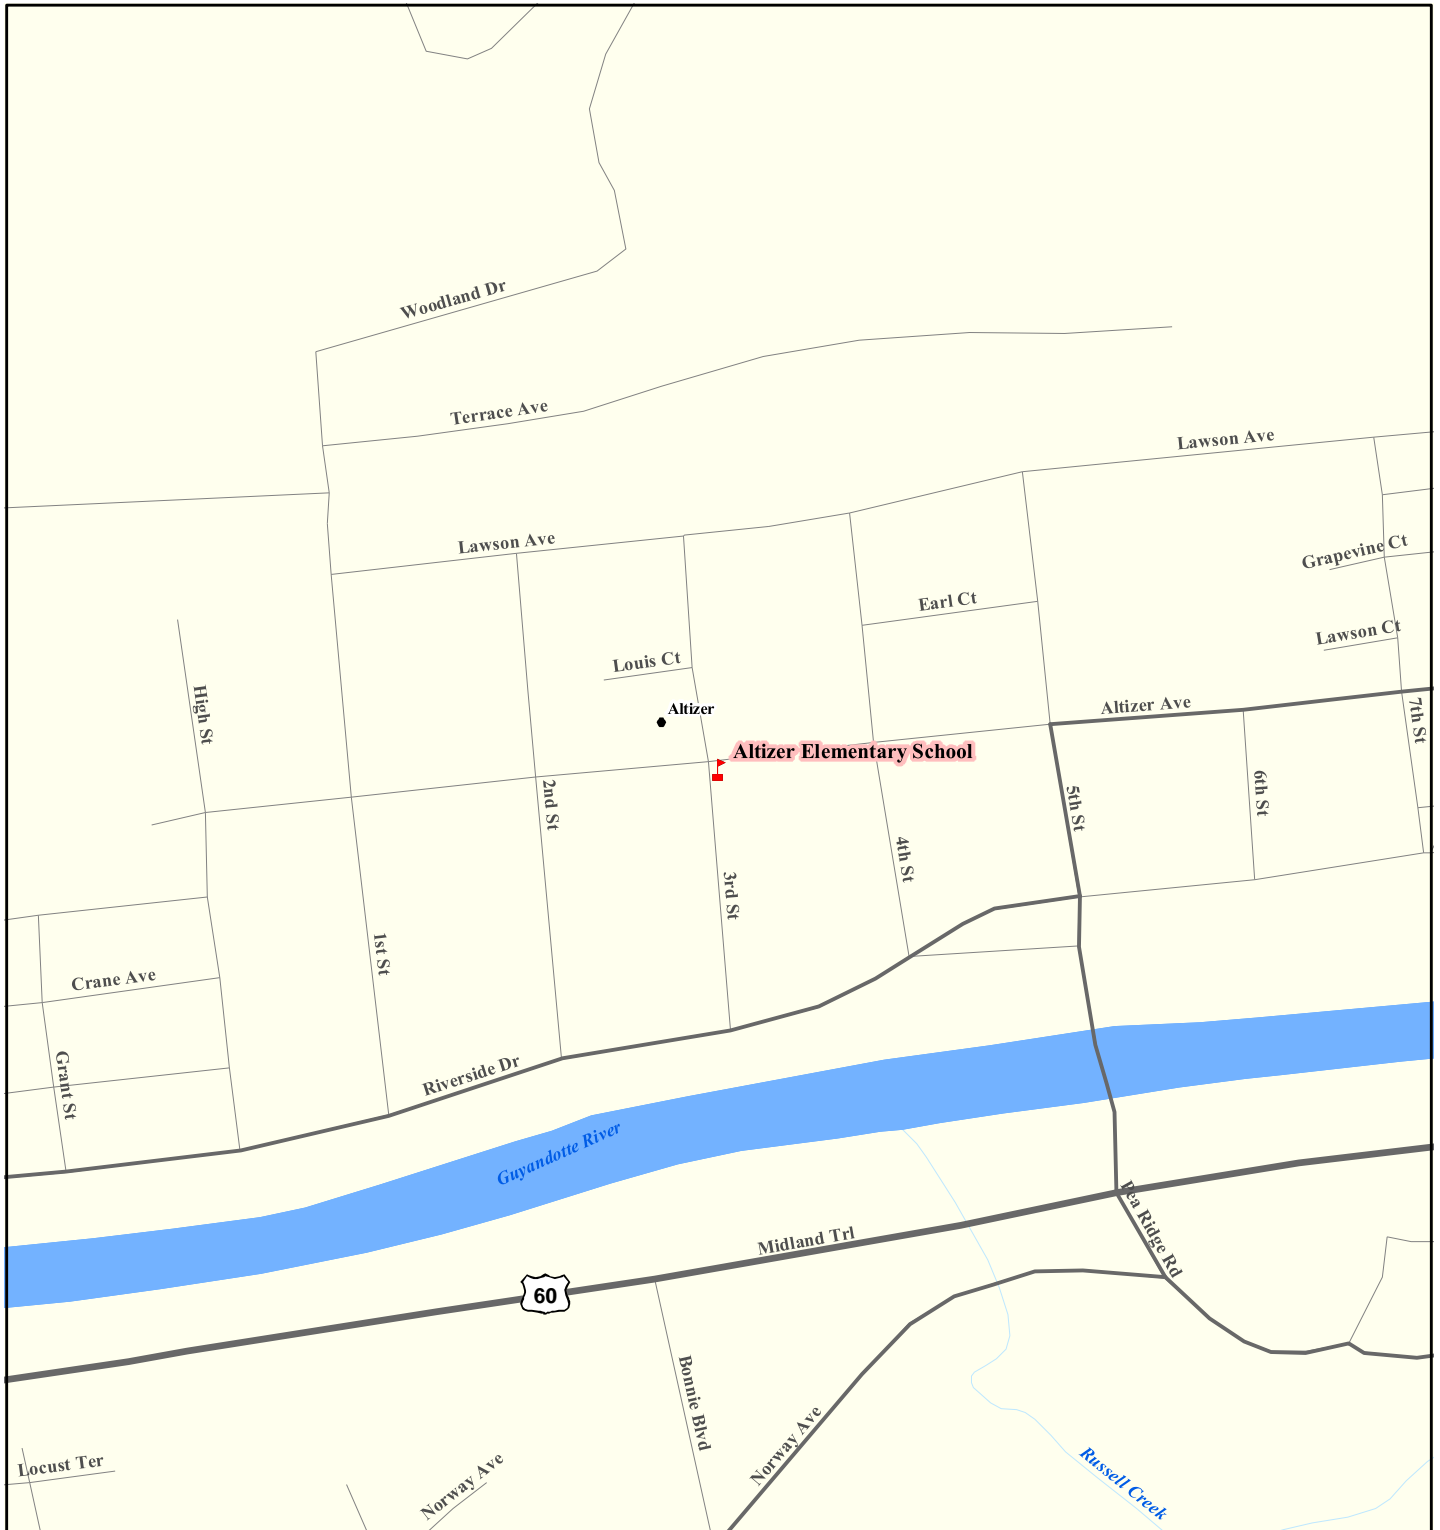 Woodland Dr
Terrace Ave
Lawson Ave
Lawson Ave
Grapevine Ct
Earl Ct
Lawson Ct
Louis Ct
High St
Altizer
Altizer Ave
7th St
Altizer Elementary School
2nd St
5th St
6th St
4th St
3rd St
1st St
Crane Ave
Grant St
Riverside Dr
Guyandotte River
Pea Ridge Rd
Midland Trl
60
Bonnie Blvd
Norway Ave
Locust Ter
Norway Ave
Russell Creek